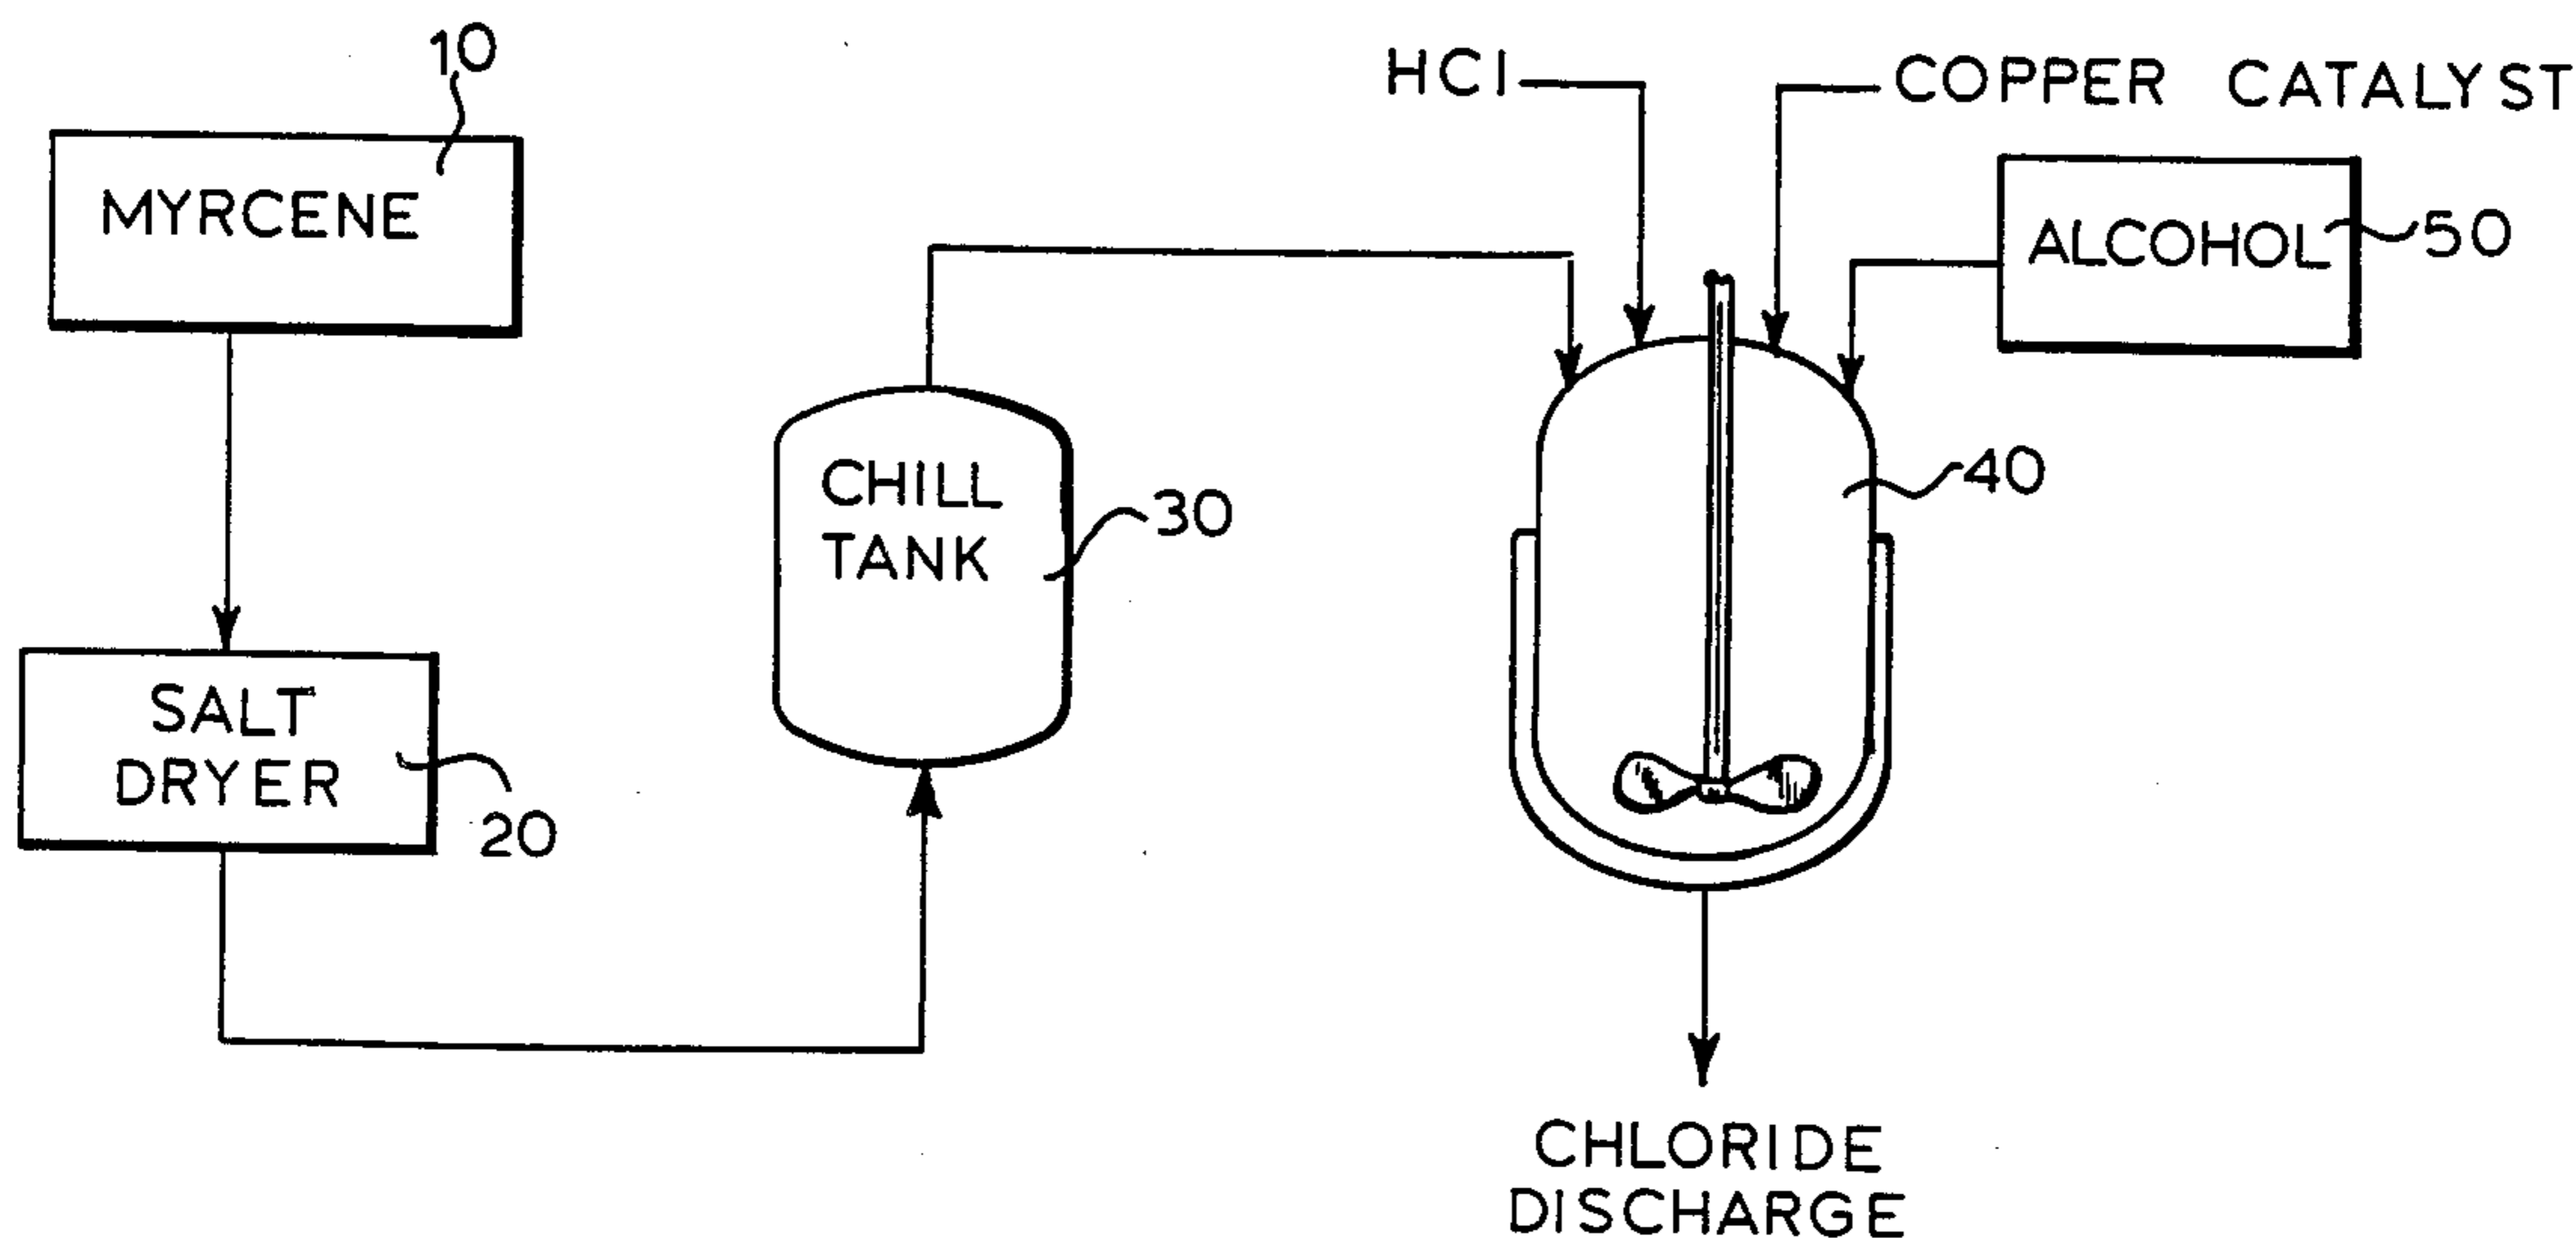 10
MYRCENE
SALT
DRYER
20
CHILL
TANK
30
HCl
COPPER CATALYST
ALCOHOL
50
40
CHLORIDE
DISCHARGE